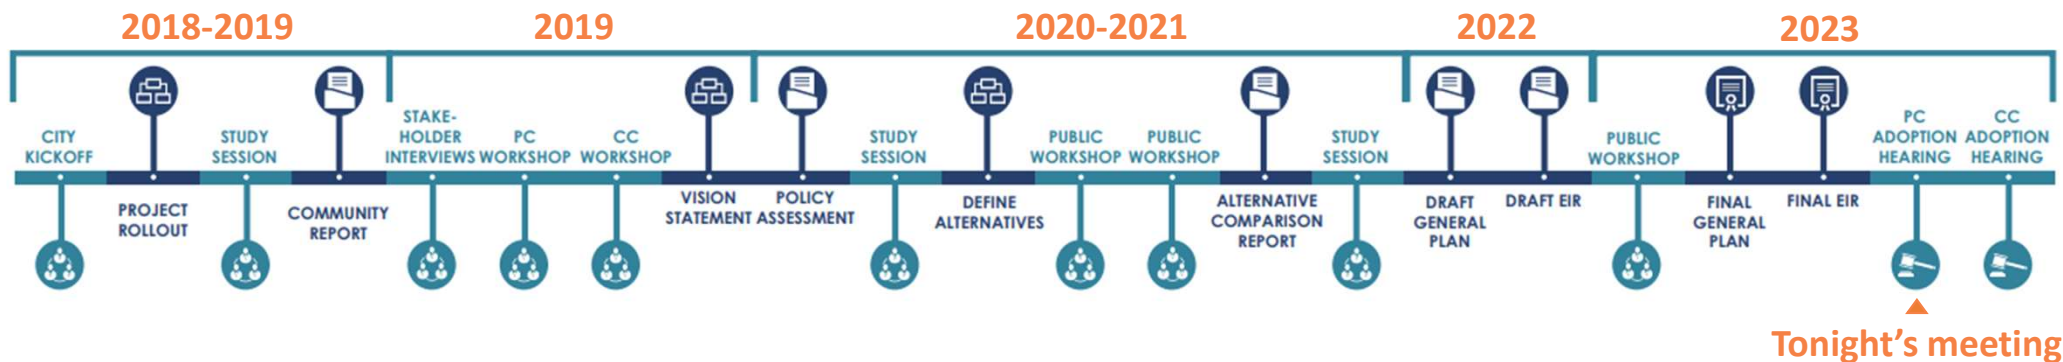 2018-2019
2019
2020-2021
2022
2023
CITY
KICKOFF
PROJECT
ROLLOUT
STUDY
SESSION
COMMUNITY
REPORT
STAKE-
HOLDER
INTERVIEWS
PC
WORKSHOP
CC
WORKSHOP
VISION
STATEMENT
POLICY
ASSESSMENT
STUDY
SESSION
DEFINE
ALTERNATIVES
PUBLIC
WORKSHOP
PUBLIC
WORKSHOP
ALTERNATIVE
COMPARISON
REPORT
STUDY
SESSION
DRAFT
GENERAL
PLAN
DRAFT EIR
PUBLIC
WORKSHOP
FINAL
GENERAL
PLAN
FINAL EIR
PC
ADOPTION
HEARING
CC
ADOPTION
HEARING
Tonight's meeting